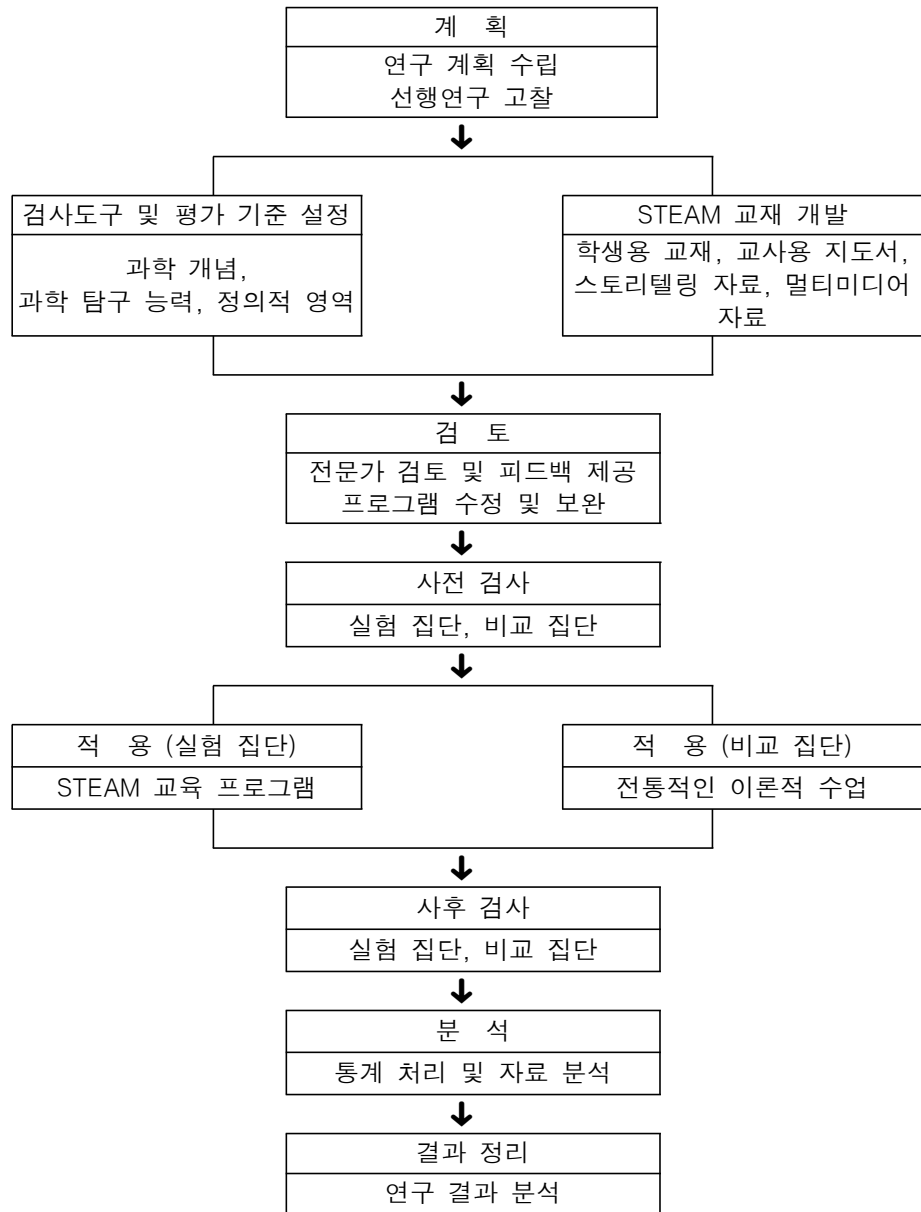 계 획
연구 계획 수립
선행연구 고찰
검사도구 및 평가 기준 설정
과학 개념,
과학 탐구 능력, 정의적 영역
STEAM 교재 개발
학생용 교재, 교사용 지도서,
스토리텔링 자료, 멀티미디어
자료
검 토
전문가 검토 및 피드백 제공
프로그램 수정 및 보완
사전 검사
실험 집단, 비교 집단
적 용 (실험 집단)
STEAM 교육 프로그램
적 용 (비교 집단)
전통적인 이론적 수업
사후 검사
실험 집단, 비교 집단
분 석
통계 처리 및 자료 분석
결과 정리
연구 결과 분석